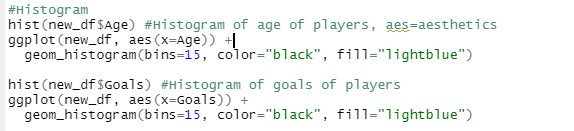 #Histogram
hist(new_df$Age) #Histogram of age of players, aes=aesthetics
ggplot(new_df, aes(x=Age)) +
  geom_histogram(bins=15, color="black", fill="lightblue")
hist(new_df$Goals) #Histogram of goals of players
ggplot(new_df, aes(x=Goals)) +
  geom_histogram(bins=15, color="black", fill="lightblue")